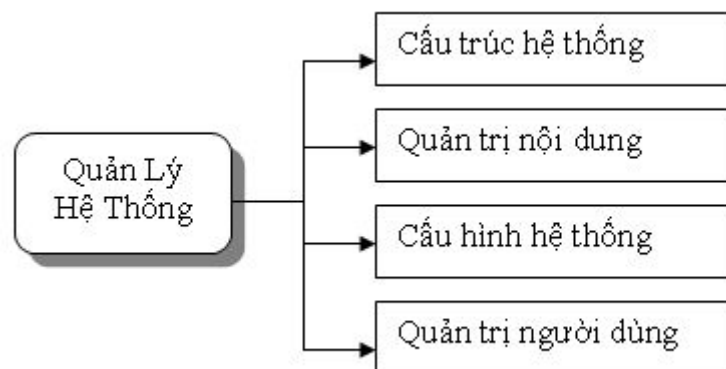 Quản Lý
Hệ Thống
Cấu trúc hệ thống
Quản trị nội dung
Cấu hình hệ thống
Quản trị người dùng